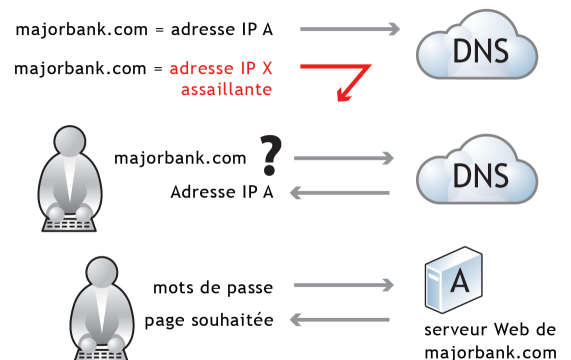 majorbank.com = adresse IP A
DNS
majorbank.com = adresse IP X
assaillante
majorbank.com ?
DNS
Adresse IP A
mots de passe
A
page souhaitée
serveur Web de
majorbank.com